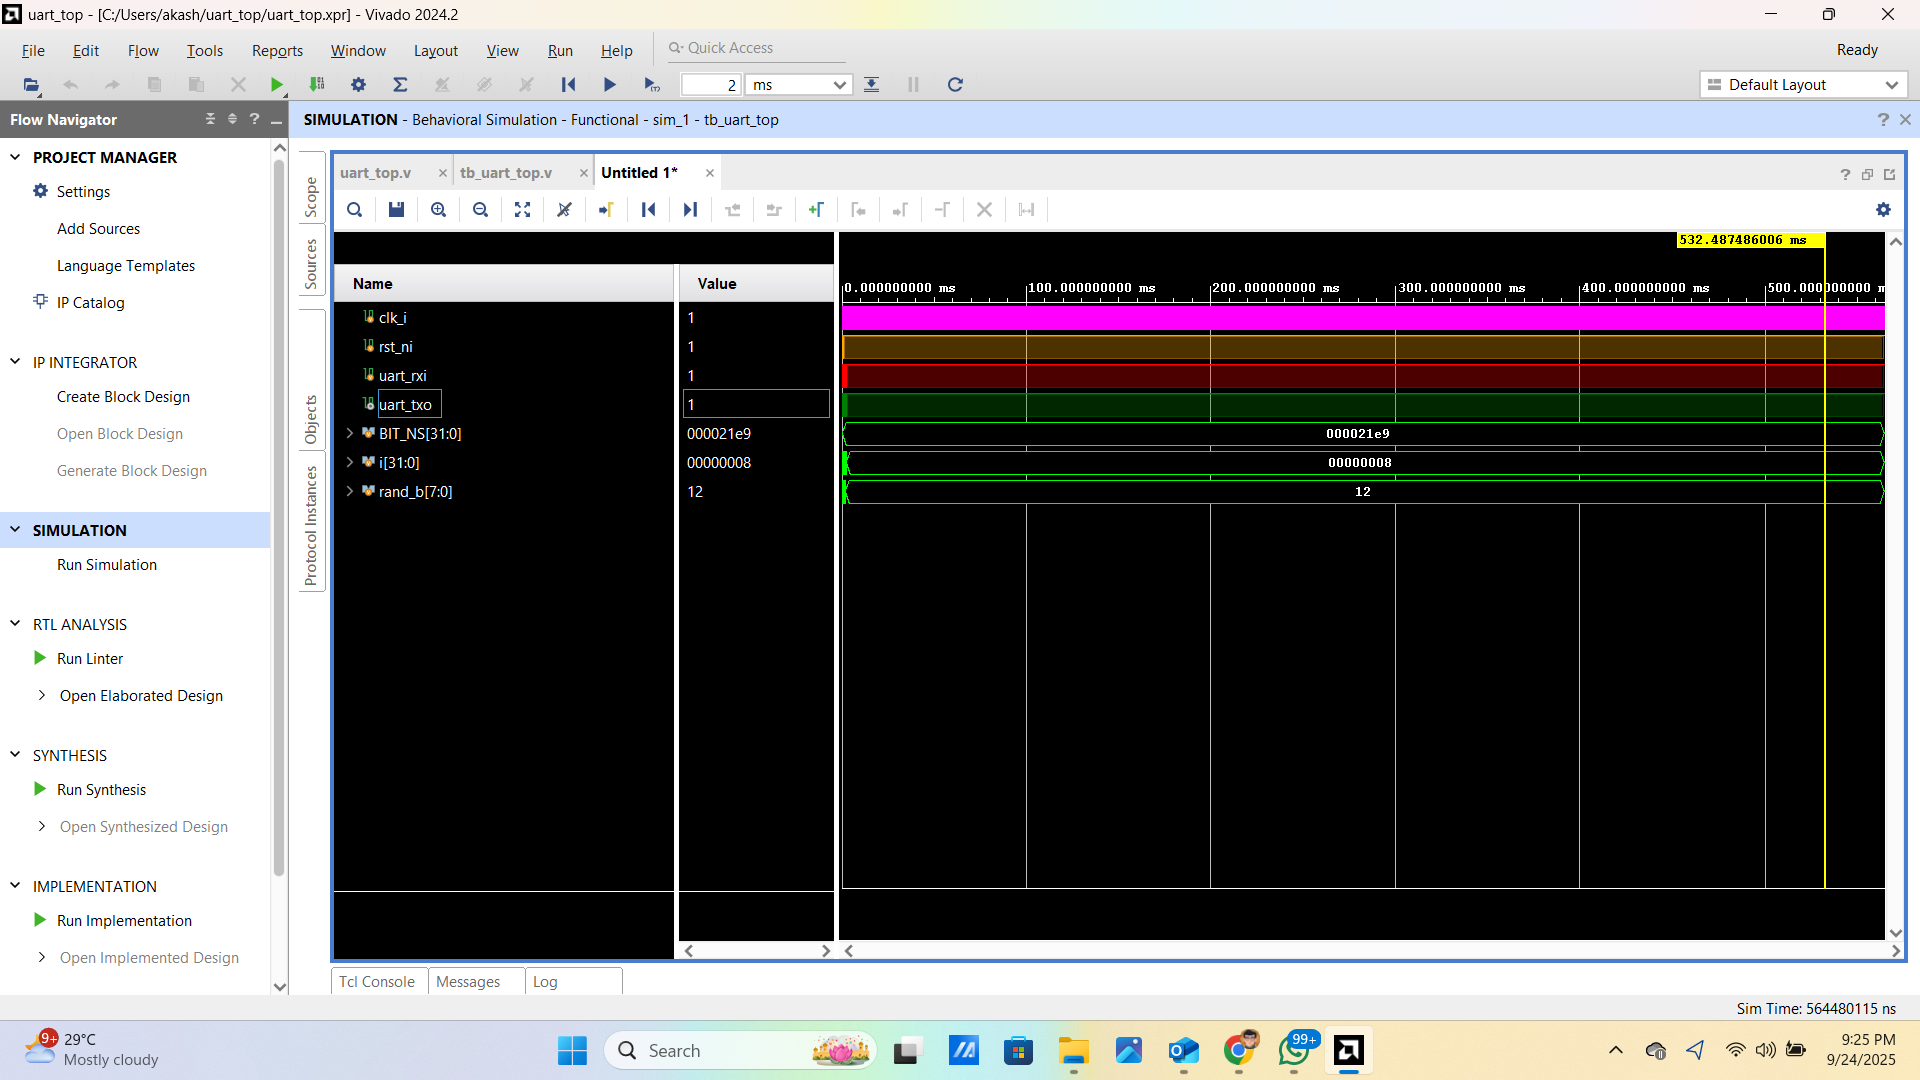 uart_top - [C:/Users/akash/uart_top/uart_top.xpr] - Vivado 2024.2
File Edit Flow Tools Reports Window Layout View Run Help Quick Access Ready
2 ms Default Layout
Flow Navigator
SIMULATION - Behavioral Simulation - Functional - sim_1 - tb_uart_top
PROJECT MANAGER
Settings
Add Sources
Language Templates
IP Catalog
IP INTEGRATOR
Create Block Design
Open Block Design
Generate Block Design
SIMULATION
Run Simulation
RTL ANALYSIS
Run Linter
Open Elaborated Design
SYNTHESIS
Run Synthesis
Open Synthesized Design
IMPLEMENTATION
Run Implementation
Open Implemented Design
Scope
Sources
Objects
Protocol Instances
uart_top.v tb_uart_top.v Untitled 1*
532.487486006 ms
Name Value
0.000000000 ms 100.000000000 ms 200.000000000 ms 300.000000000 ms 400.000000000 ms 500.000000000 m
clk_i 1
rst_ni 1
uart_rxi 1
uart_txo 1
BIT_NS[31:0] 000021e9 000021e9
i[31:0] 00000008 00000008
rand_b[7:0] 12 12
Tcl Console Messages Log
Sim Time: 564480115 ns
9+ 29°C
Mostly cloudy
Search
99+
9:25 PM
9/24/2025